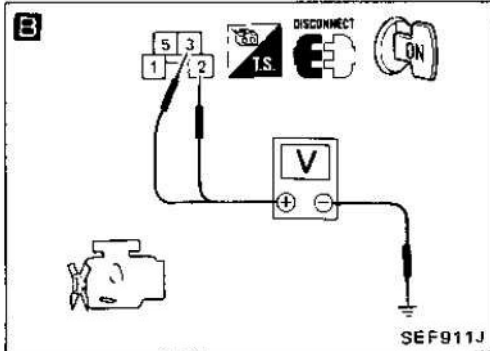 B
DISCONNECT
5 3
1 2
T.S.
ON
V
+ −
SEF911J